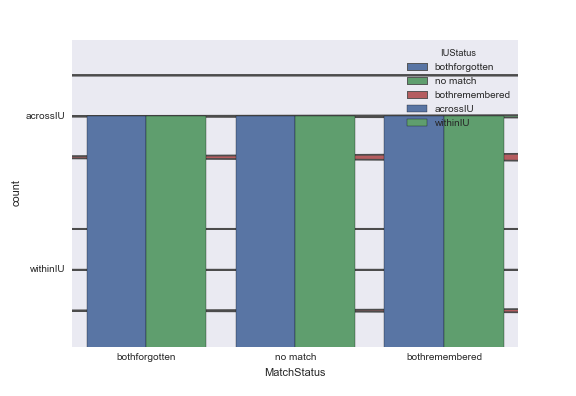 IUStatus
bothforgotten
no match
bothremembered
acrossIU
withinIU
acrossIU
withinIU
count
bothforgotten
no match
bothremembered
MatchStatus